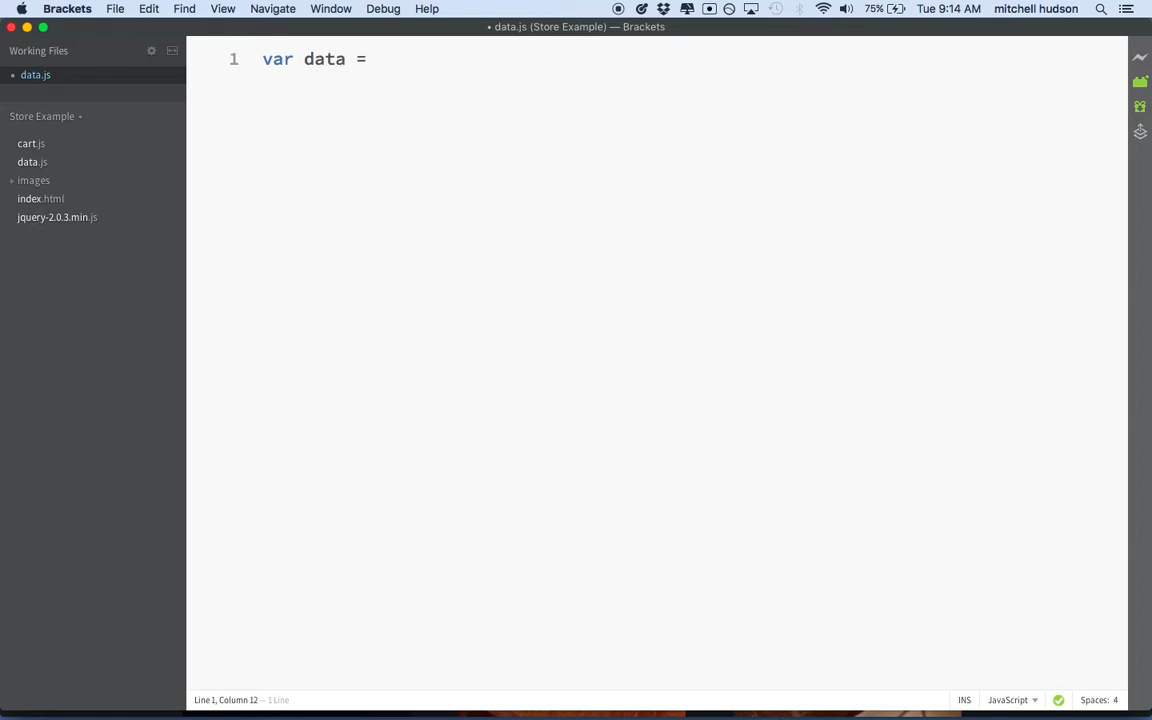 Brackets File Edit Find View Navigate Window Debug Help 75% Tue 9:14 AM mitchell hudson
• data.js (Store Example) — Brackets
Working Files
• data.js
Store Example
cart.js
data.js
images
index.html
jquery-2.0.3.min.js
1 var data =
Line 1, Column 12 — 1 Line INS JavaScript Spaces: 4